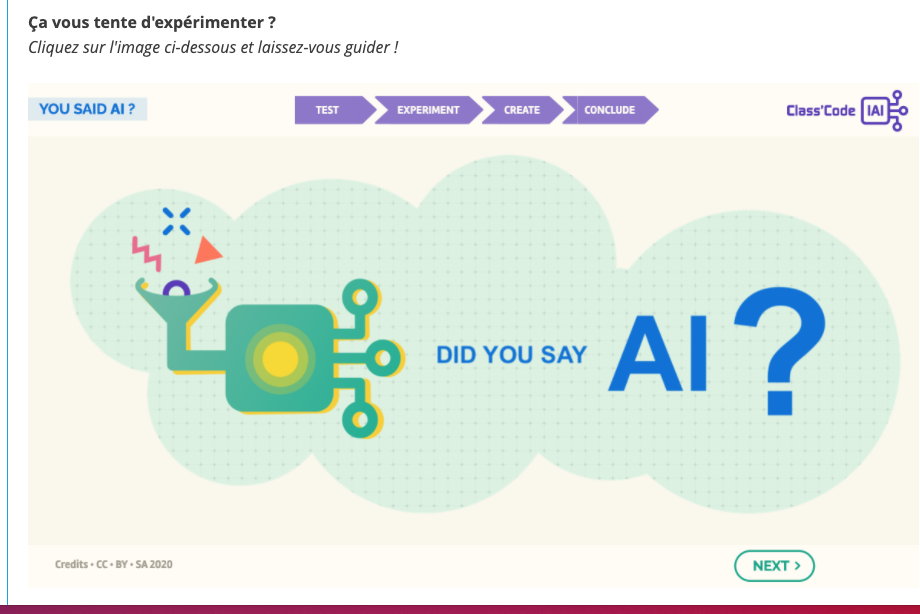 Ça vous tente d'expérimenter ?
Cliquez sur l'image ci-dessous et laissez-vous guider !
YOU SAID AI ?
TEST
EXPERIMENT
CREATE
CONCLUDE
Class'Code IAI
DID YOU SAY AI ?
Credits • CC • BY • SA 2020
NEXT >